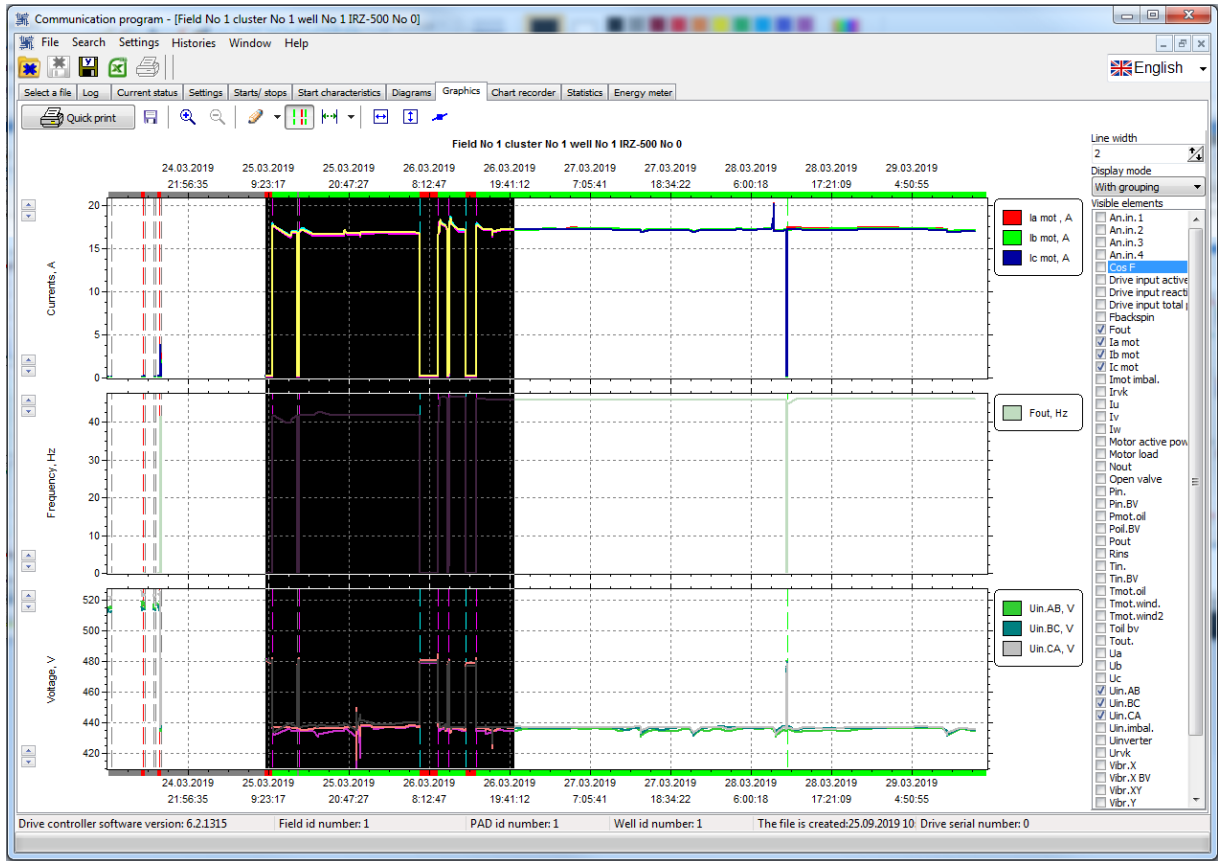 Communication program - [Field No 1 cluster No 1 well No 1 IRZ-500 No 0]
File Search Settings Histories Window Help
English
Select a file Log Current status Settings Starts/ stops Start characteristics Diagrams Graphics Chart recorder Statistics Energy meter
Quick print
Field No 1 cluster No 1 well No 1 IRZ-500 No 0
24.03.2019 25.03.2019 25.03.2019 26.03.2019 26.03.2019 27.03.2019 27.03.2019 28.03.2019 28.03.2019 29.03.2019
21:56:35 9:23:17 20:47:27 8:12:47 19:41:12 7:05:41 18:34:22 6:00:18 17:21:09 4:50:55
Currents, A
20
15
10
5
0
Ia mot , A
Ib mot, A
Ic mot, A
Frequency, Hz
40
30
20
10
0
Fout, Hz
Voltage, V
520
500
480
460
440
420
Uin.AB, V
Uin.BC, V
Uin.CA, V
24.03.2019 25.03.2019 25.03.2019 26.03.2019 26.03.2019 27.03.2019 27.03.2019 28.03.2019 28.03.2019 29.03.2019
21:56:35 9:23:17 20:47:27 8:12:47 19:41:12 7:05:41 18:34:22 6:00:18 17:21:09 4:50:55
Line width
2
Display mode
With grouping
Visible elements
An.in.1
An.in.2
An.in.3
An.in.4
Cos F
Drive input active
Drive input reacti
Drive input total
Fbackspin
Fout
Ia mot
Ib mot
Ic mot
Imot imbal.
Irvk
Iu
Iv
Iw
Motor active pow
Motor load
Nout
Open valve
Pin.
Pin.BV
Pmot.oil
Poil.BV
Pout
Rins
Tin.
Tin.BV
Tmot.oil
Tmot.wind.
Tmot.wind2
Toil bv
Tout.
Ua
Ub
Uc
Uin.AB
Uin.BC
Uin.CA
Uin.imbal.
Uinverter
Urvk
Vibr.X
Vibr.X BV
Vibr.XY
Vibr.Y
Drive controller software version: 6.2.1315 Field id number: 1 PAD id number: 1 Well id number: 1 The file is created:25.09.2019 10 Drive serial number: 0